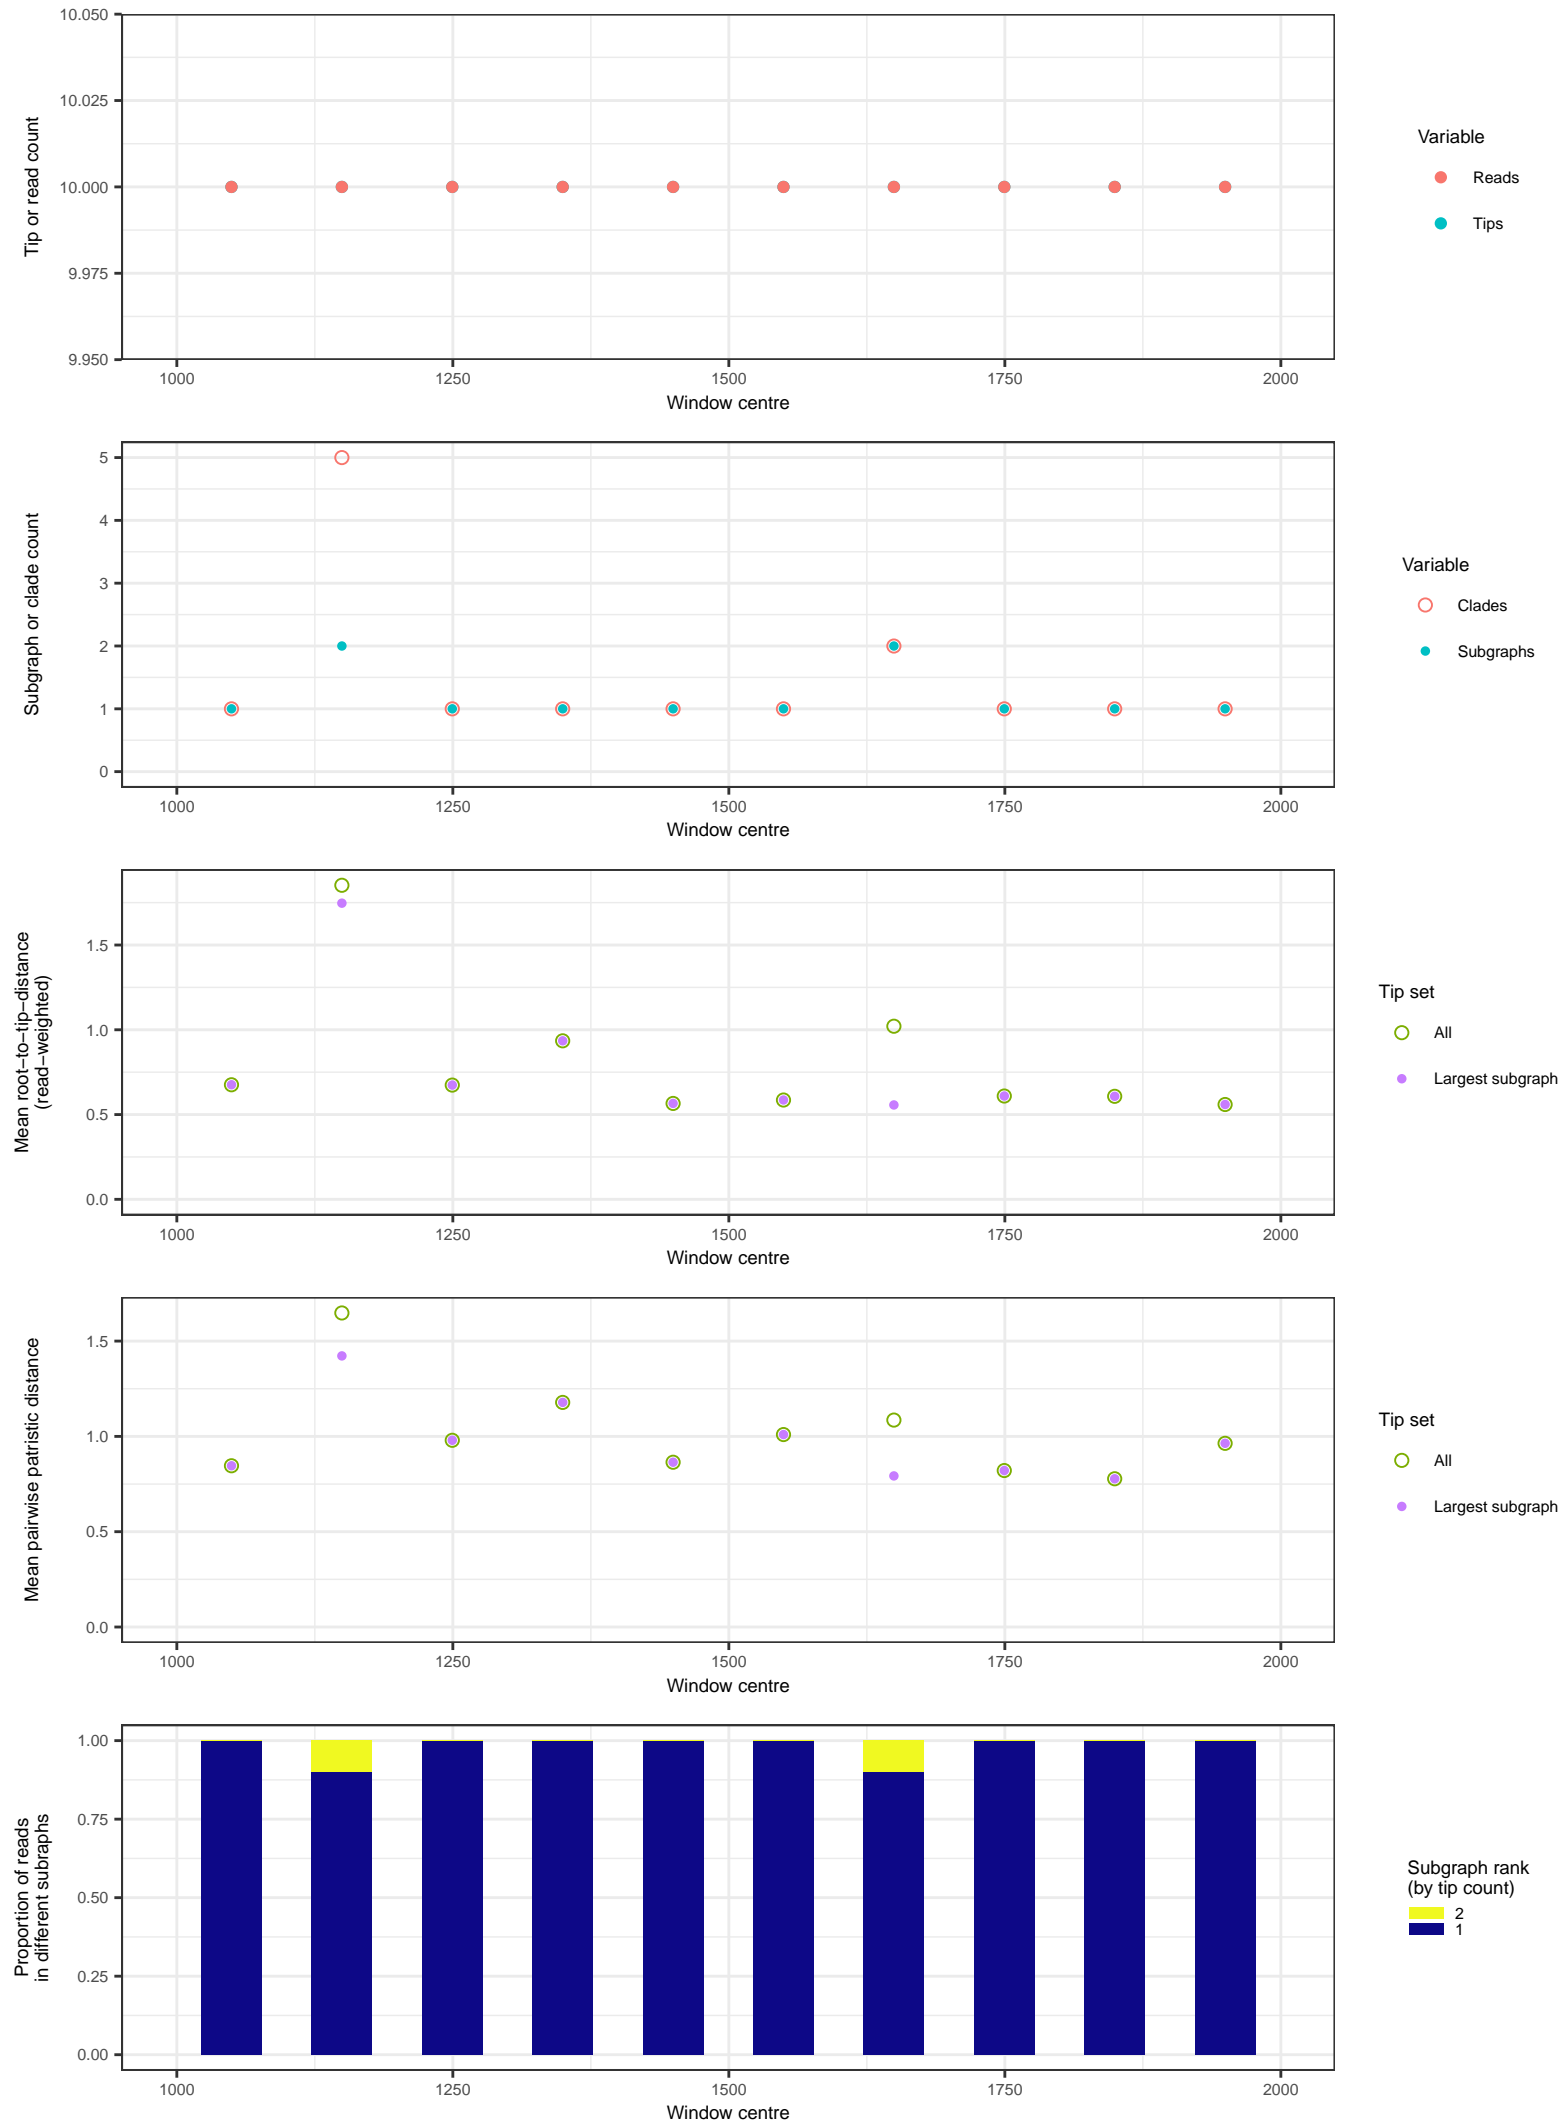 10.050
10.025
10.000
9.975
9.950
Tip or read count
1000 1250 1500 1750 2000
Window centre
Variable
Reads
Tips
5
4
3
2
1
0
Subgraph or clade count
1000 1250 1500 1750 2000
Window centre
Variable
Clades
Subgraphs
1.5
1.0
0.5
0.0
Mean root−to−tip−distance
(read−weighted)
1000 1250 1500 1750 2000
Window centre
Tip set
All
Largest subgraph
1.5
1.0
0.5
0.0
Mean pairwise patristic distance
1000 1250 1500 1750 2000
Window centre
Tip set
All
Largest subgraph
1.00
0.75
0.50
0.25
0.00
Proportion of reads
in different subraphs
1000 1250 1500 1750 2000
Window centre
Subgraph rank
(by tip count)
2
1